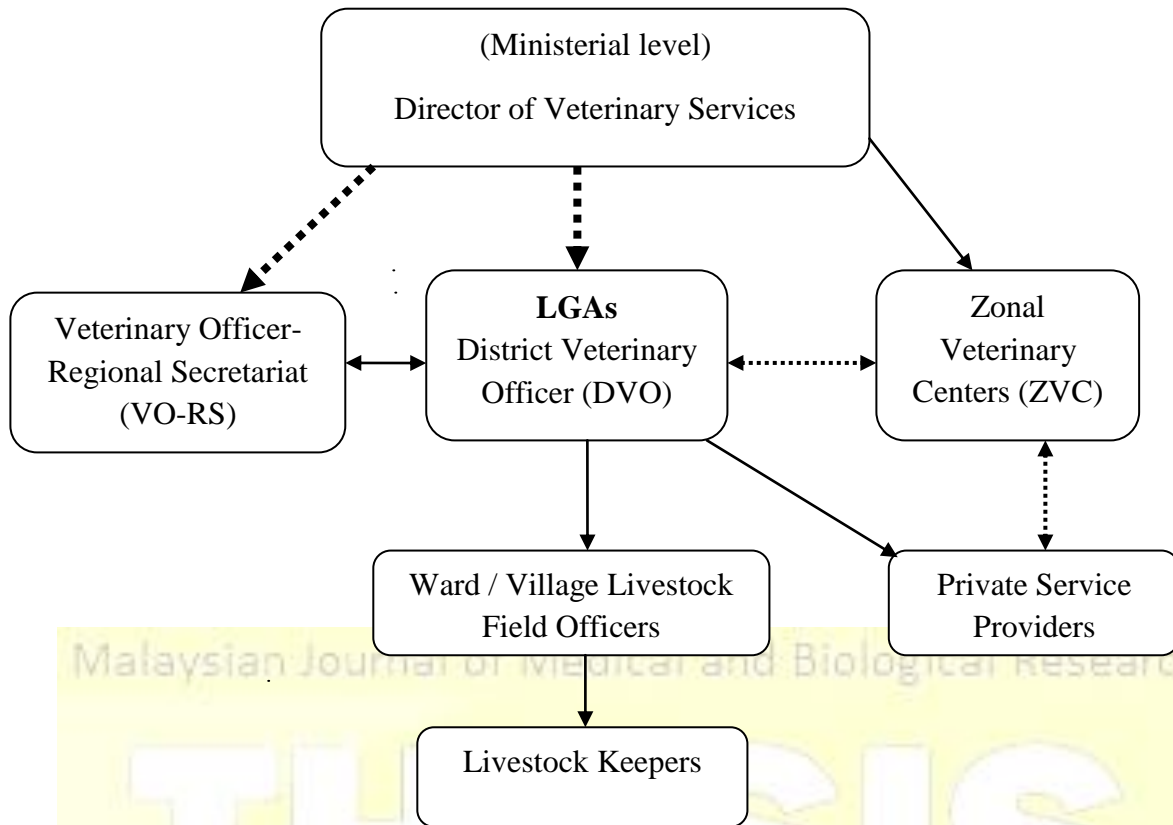 (Ministerial level)
Director of Veterinary Services
Veterinary Officer-
Regional Secretariat
(VO-RS)
LGAs
District Veterinary
Officer (DVO)
Zonal
Veterinary
Centers (ZVC)
Ward / Village Livestock
Field Officers
Private Service
Providers
Malaysian Journal of Medical and Biological Researc
Livestock Keepers